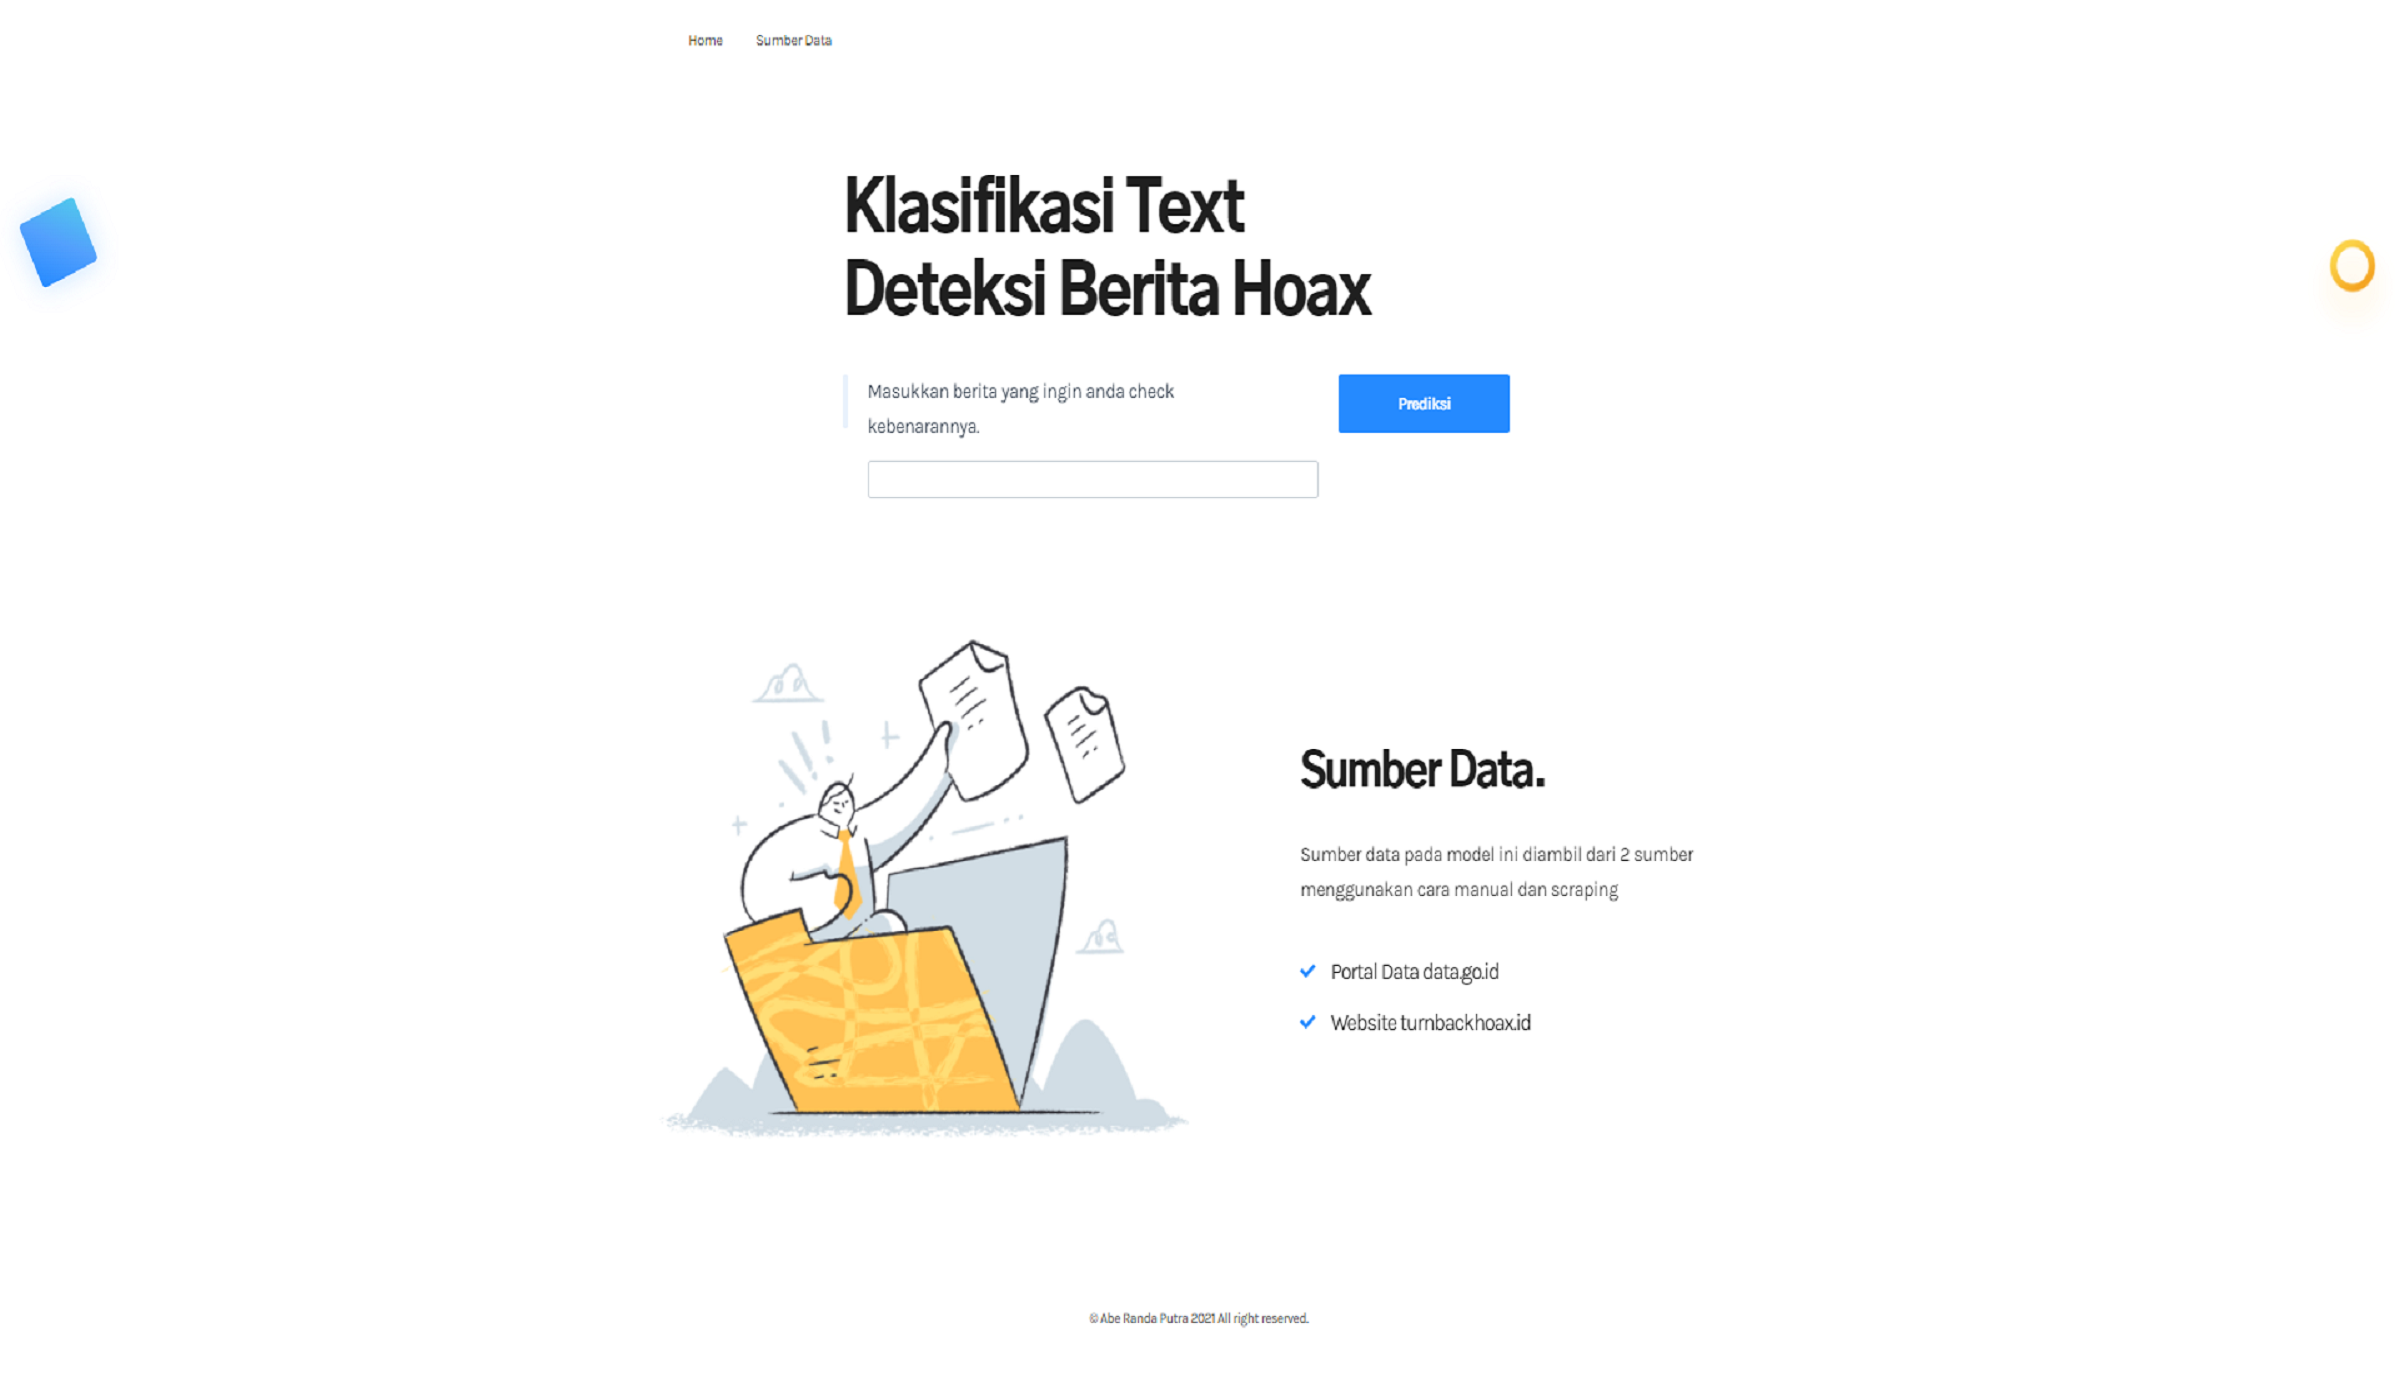 Home
Sumber Data
Klasifikasi Text
Deteksi Berita Hoax
Masukkan berita yang ingin anda check
kebenarannya.
Prediksi
Sumber Data.
Sumber data pada model ini diambil dari 2 sumber
menggunakan cara manual dan scraping
Portal Data data.go.id
Website turnbackhoax.id
© Abe Randa Putra 2021 All right reserved.